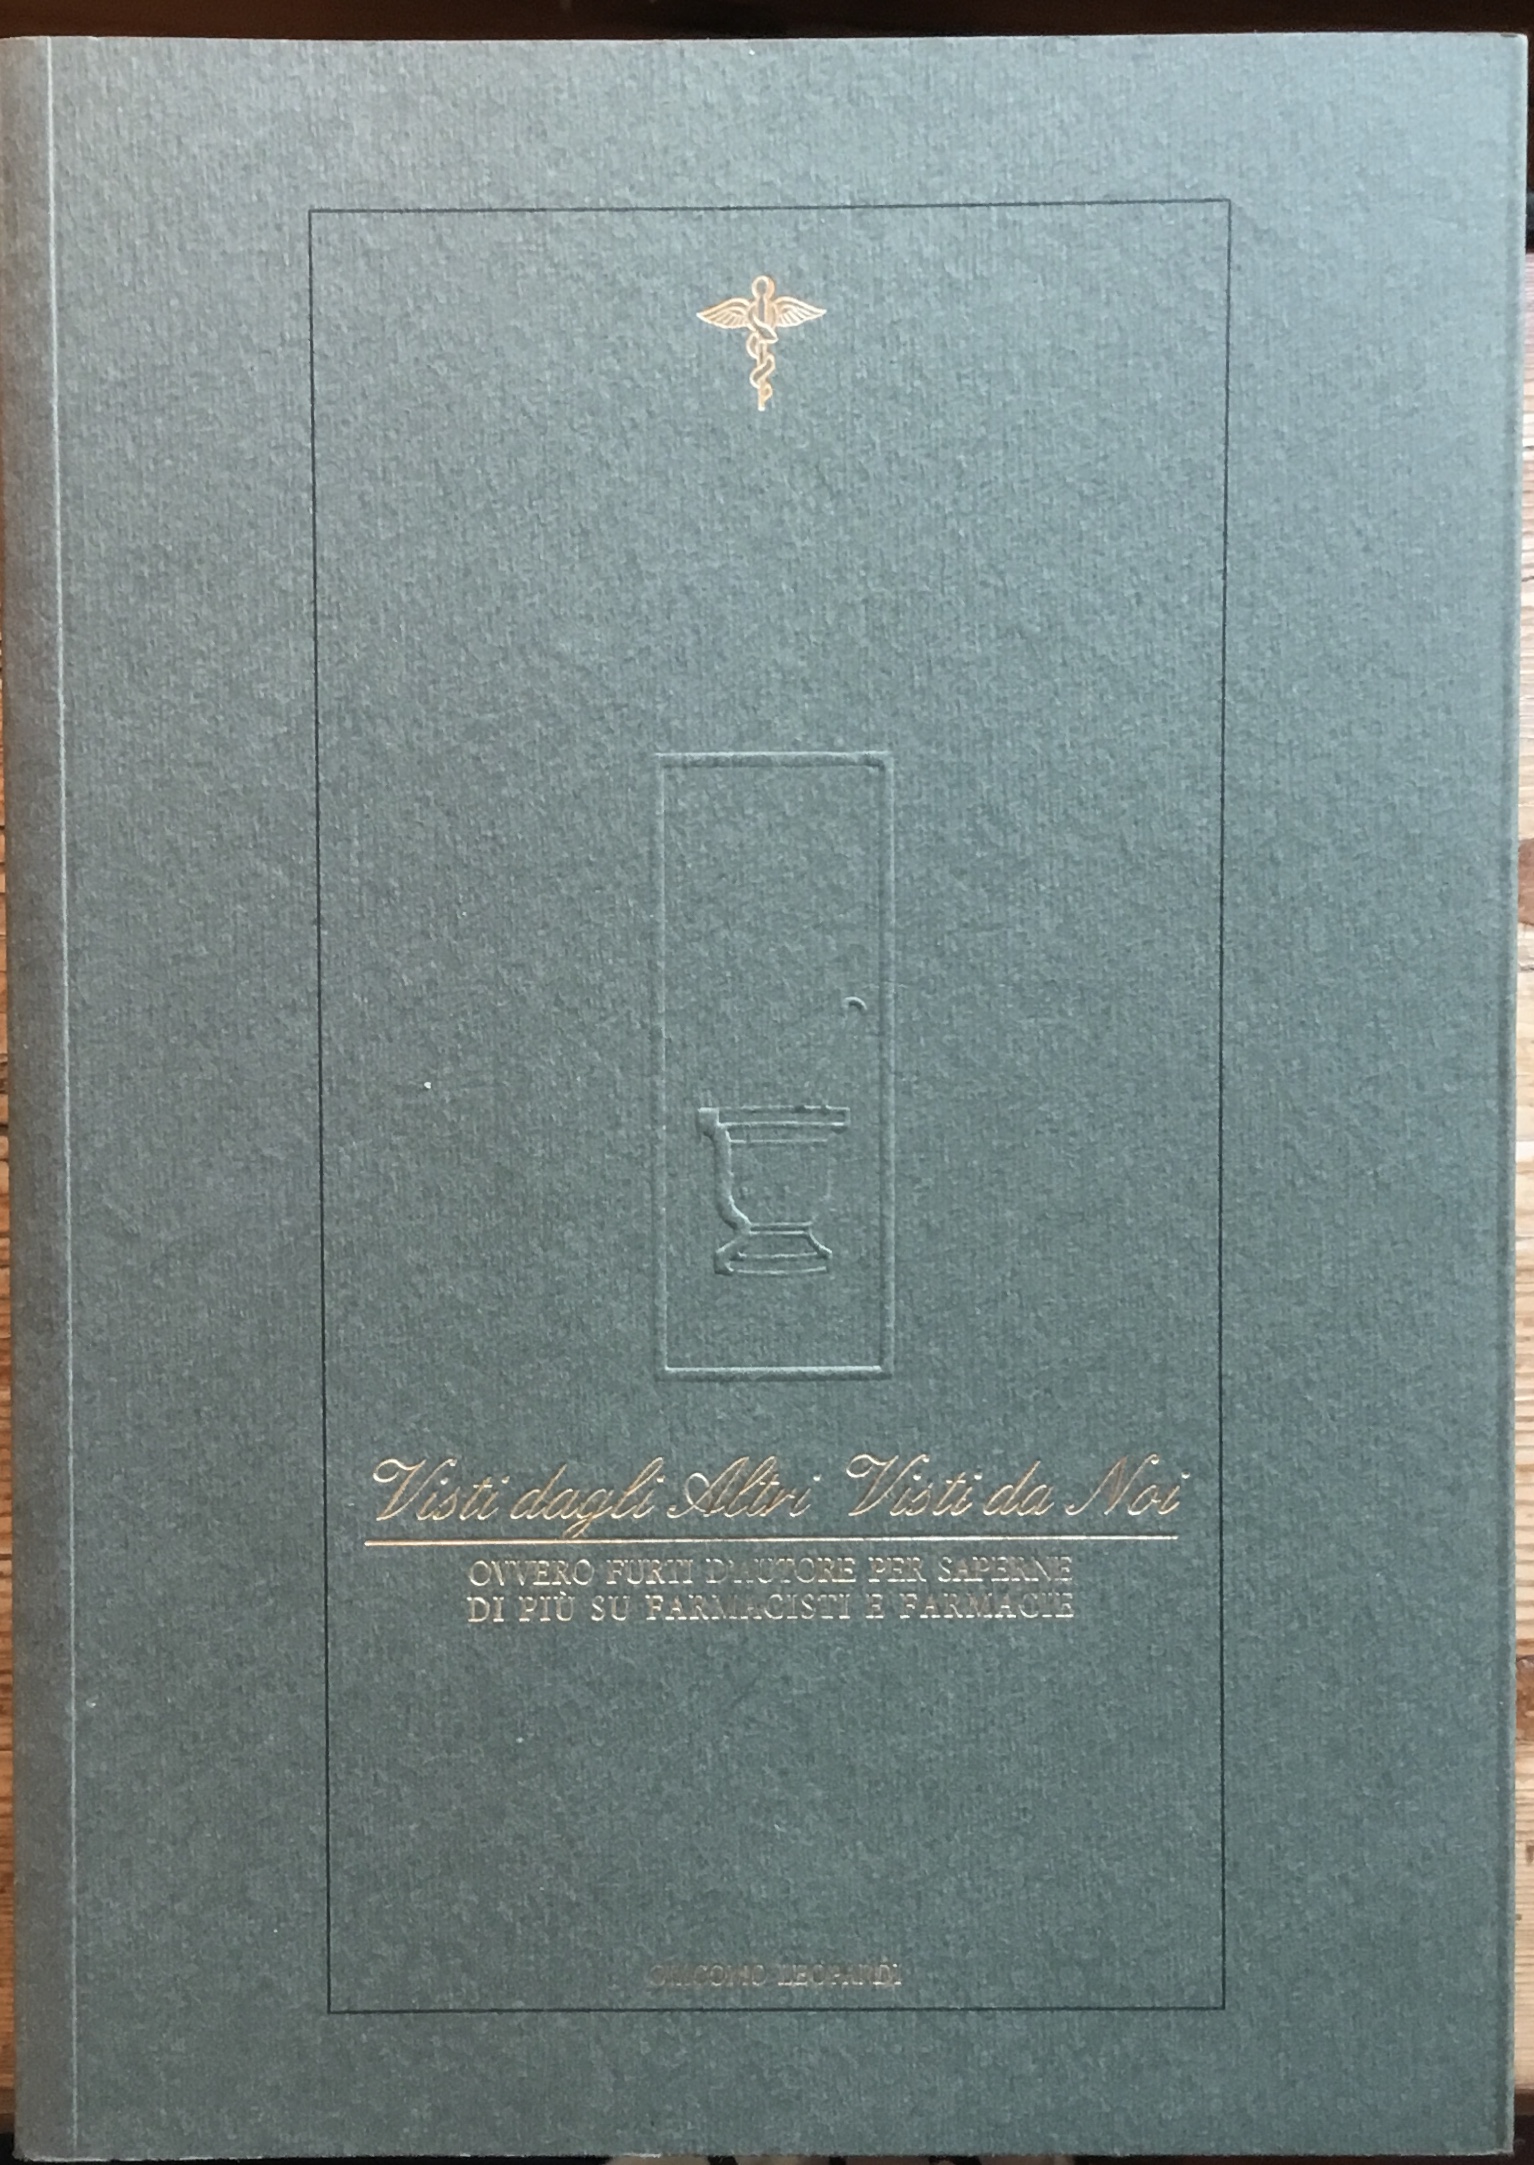 Visti dagli Altri Visti da Noi
OVVERO FURTI D'AUTORE PER SAPERNE
DI PIÙ SU FARMACISTI E FARMACIE
GIACOMO LEOPARDI